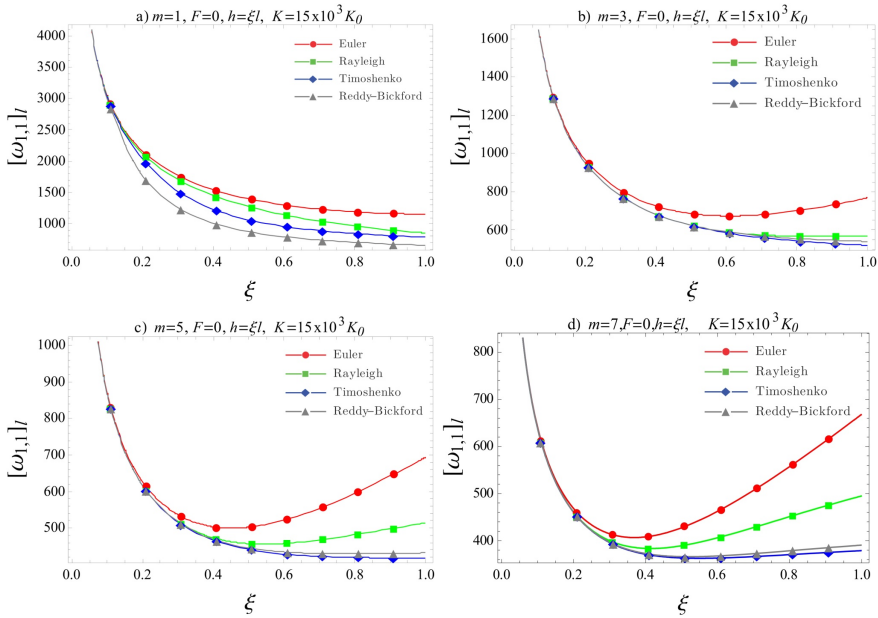 a) m=1, F=0, h=ξl, K=15x10³K₀
4000
3500
3000
2500
2000
1500
1000
[ω₁,₁]l
Euler
Rayleigh
Timoshenko
Reddy–Bickford
0.0 0.2 0.4 0.6 0.8 1.0
ξ
b) m=3, F=0, h=ξl, K=15x10³K₀
1600
1400
1200
1000
800
600
[ω₁,₁]l
Euler
Rayleigh
Timoshenko
Reddy–Bickford
0.0 0.2 0.4 0.6 0.8 1.0
ξ
c) m=5, F=0, h=ξl, K=15x10³K₀
1000
900
800
700
600
500
[ω₁,₁]l
Euler
Rayleigh
Timoshenko
Reddy–Bickford
0.0 0.2 0.4 0.6 0.8 1.0
ξ
d) m=7,F=0,h=ξl, K=15x10³K₀
800
700
600
500
400
[ω₁,₁]l
Euler
Rayleigh
Timoshenko
Reddy–Bickford
0.0 0.2 0.4 0.6 0.8 1.0
ξ